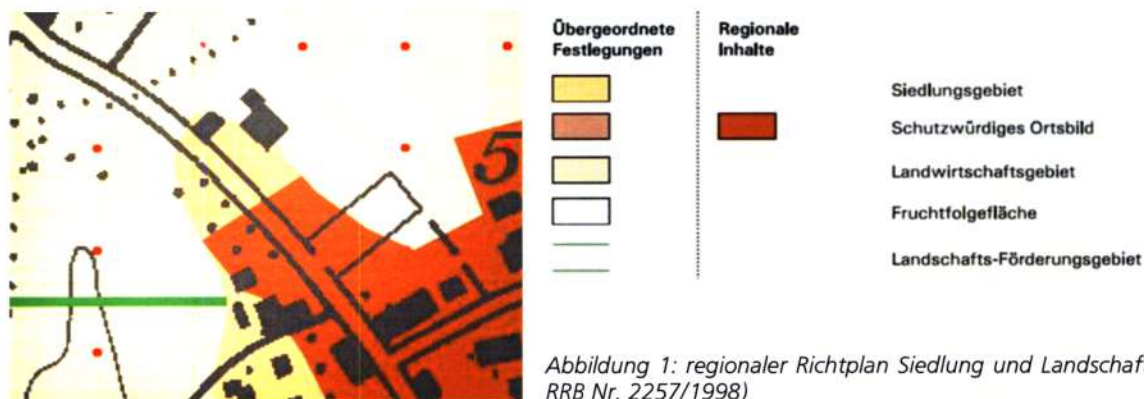 Übergeordnete
Festlegungen
Regionale
Inhalte
Siedlungsgebiet
Schutzwürdiges Ortsbild
Landwirtschaftsgebiet
Fruchtfolgefläche
Landschafts-Förderungsgebiet
5
Abbildung 1: regionaler Richtplan Siedlung und Landschaf
RRB Nr. 2257/1998)